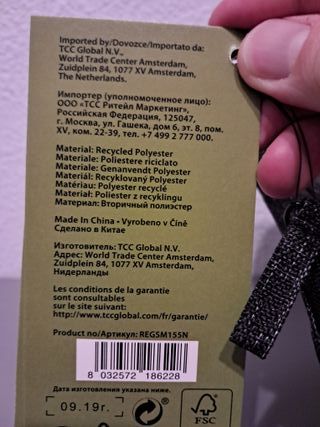 Imported by/Dovozce/Importato da:
TCC Global N.V.,
World Trade Center Amsterdam,
Zuidplein 84, 1077 XV Amsterdam,
The Netherlands.
Импортер (уполномоченное лицо):
ООО «ТСС Ритейл Маркетинг»,
Российская Федерация, 125047,
г. Москва, ул. Гашека, дом 6, эт. 8, пом.
XV, ком. 22-39, тел. +7 499 2 777 000.
Material: Recycled Polyester
Materiale: Poliestere riciclato
Materiale: Genanvendt Polyester
Materiál: Recyklovaný Polyester
Matériau: Polyester recyclé
Materiał: Poliester z recyklingu
Материал: Вторичный полиэстер
Made In China • Vyrobeno v Číně
Сделано в Китае
Изготовитель: TCC Global N.V.
Адрес: World Trade Center Amsterdam,
Zuidplein 84, 1077 XV Amsterdam,
Нидерланды
Les conditions de la garantie
sont consultables
sur le site suivant:
http://www.tccglobal.com/fr/garantie/
Product no/Артикул: REGSM155N
8 032572 186228
Дата изготовления указана ниже.
09.19г.
FSC